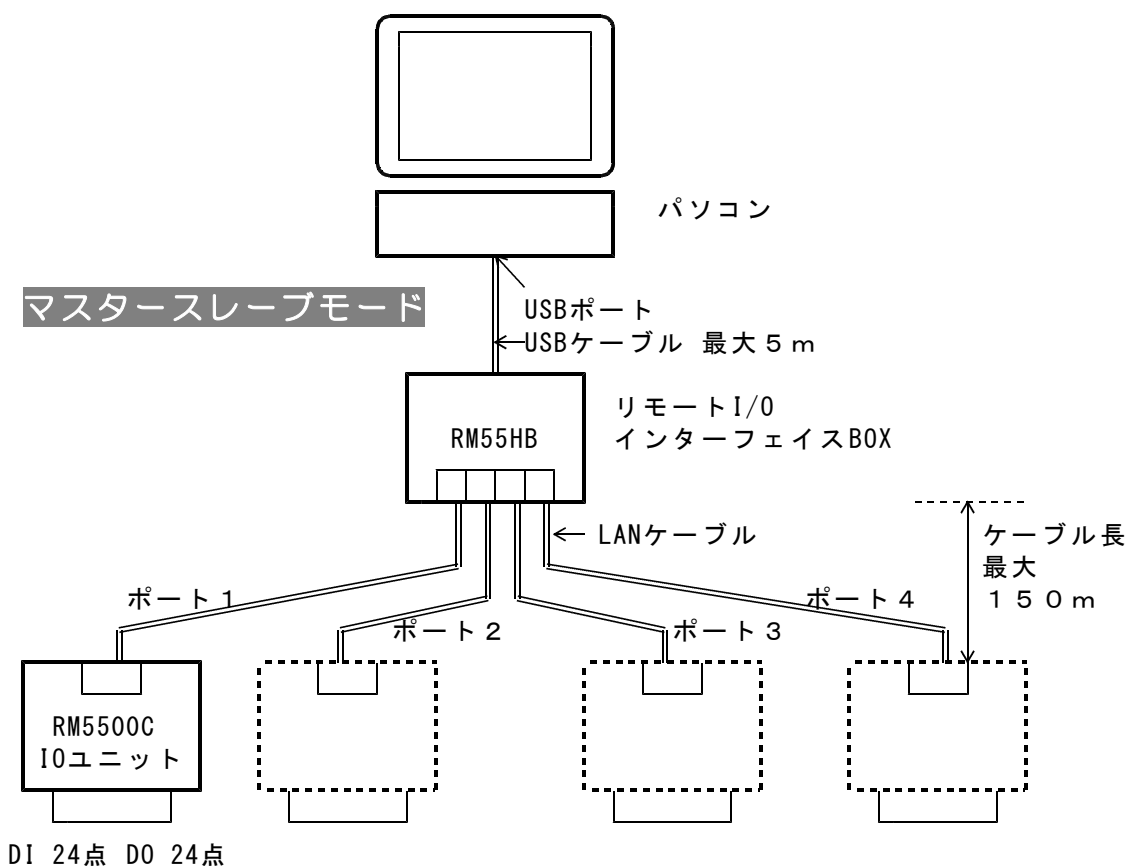 パソコン
マスタースレーブモード
USBポート
USBケーブル 最大５ｍ
リモートI/O
インターフェイスBOX
RM55HB
LANケーブル
ケーブル長
最大
１５０ｍ
ポート１
ポート２
ポート３
ポート４
RM5500C
IOユニット
DI 24点 DO 24点